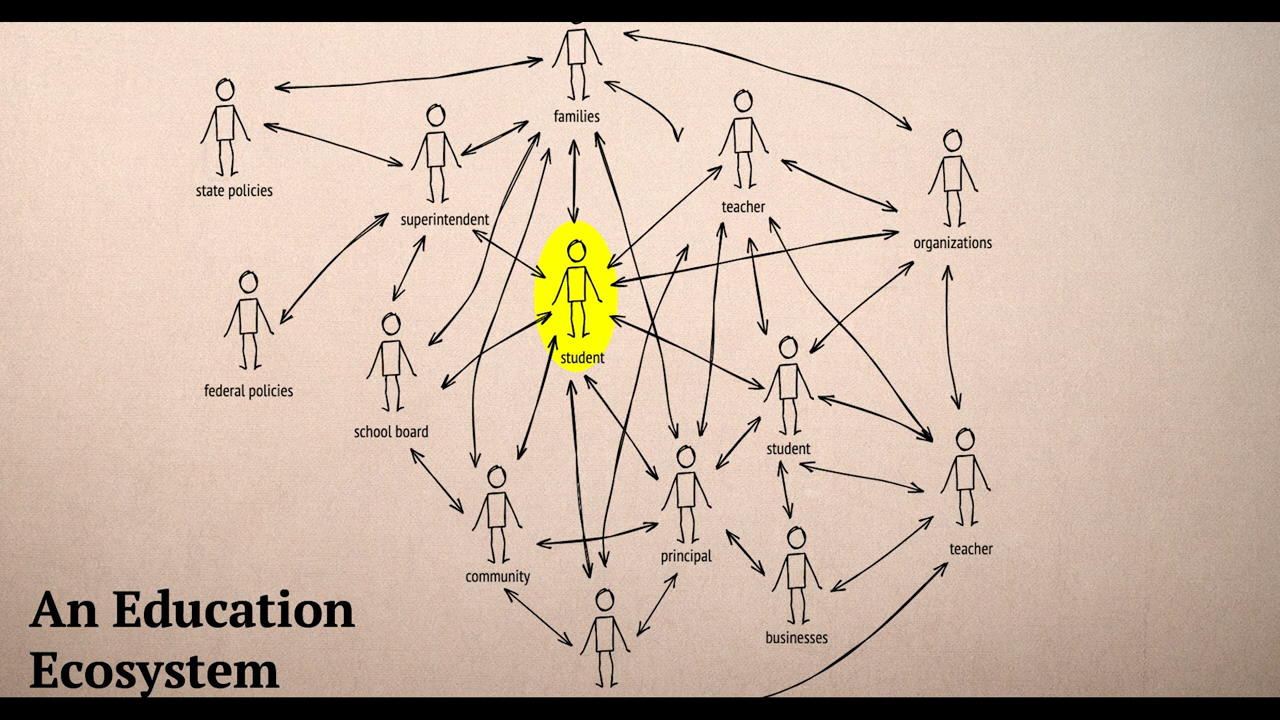 families
state policies
superintendent
teacher
organizations
student
federal policies
school board
student
community
principal
teacher
businesses
An Education
Ecosystem